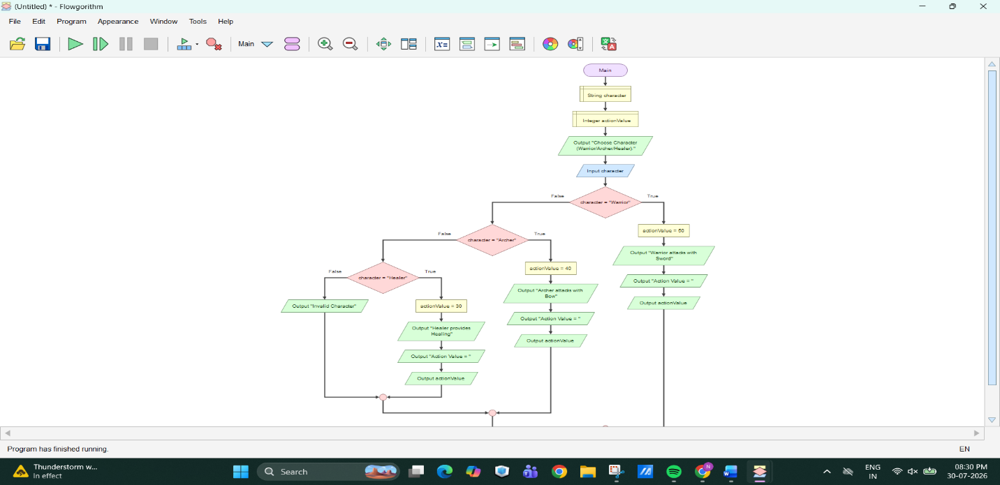 (Untitled) * - Flowgorithm
File Edit Program Appearance Window Tools Help
Main
x=
A
Main
String character
Integer actionValue
Output "Choose Character
(Warrior/Archer/Healer):"
Input character
False
character = "Warrior"
True
False
character = "Archer"
True
actionValue = 50
Output "Warrior attacks with
Sword"
Output "Action Value = "
Output actionValue
False
character = "Healer"
True
actionValue = 40
Output "Archer attacks with
Bow"
Output "Action Value = "
Output actionValue
Output "Invalid Character"
actionValue = 30
Output "Healer provides
Healing"
Output "Action Value = "
Output actionValue
Program has finished running.
EN
Thunderstorm w...
In effect
Search
N
ENG
IN
08:30 PM
30-07-2026